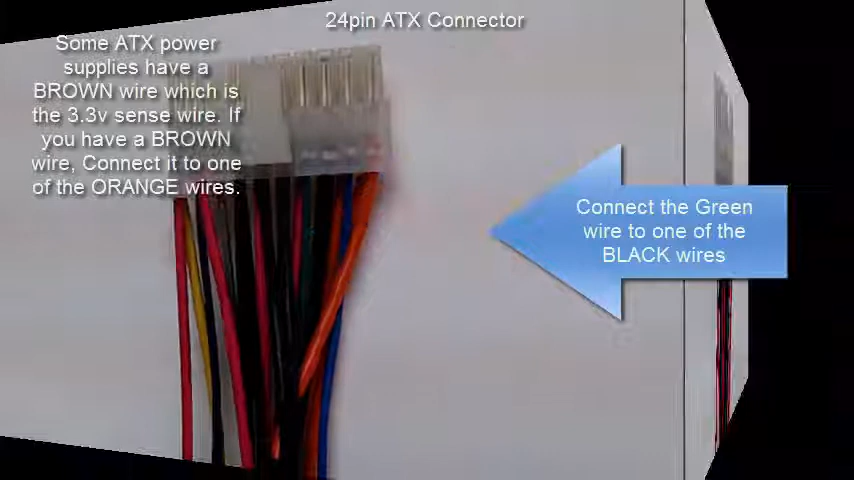 24pin ATX Connector
Some ATX power
supplies have a
BROWN wire which is
the 3.3v sense wire. If
you have a BROWN
wire, Connect it to one
of the ORANGE wires.
Connect the Green
wire to one of the
BLACK wires